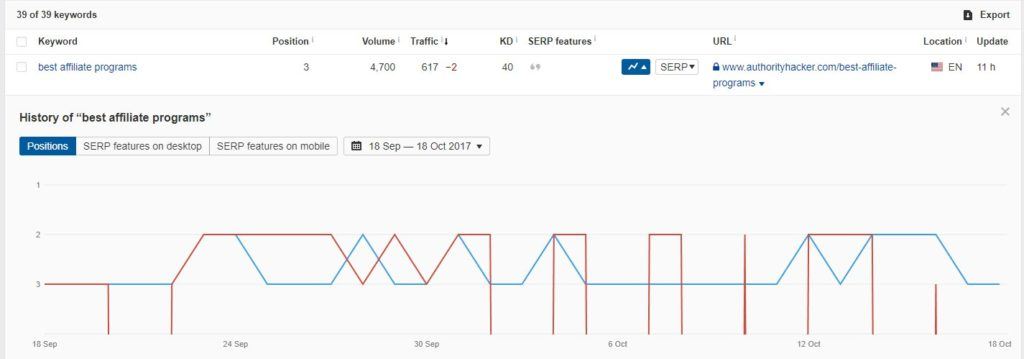 39 of 39 keywords Export
Keyword Position Volume Traffic KD SERP features URL Location Update
best affiliate programs 3 4,700 617 −2 40 SERP www.authorityhacker.com/best-affiliate- EN 11 h
programs
History of “best affiliate programs”
Positions SERP features on desktop SERP features on mobile 18 Sep — 18 Oct 2017
1
2
3
18 Sep 24 Sep 30 Sep 6 Oct 12 Oct 18 Oct